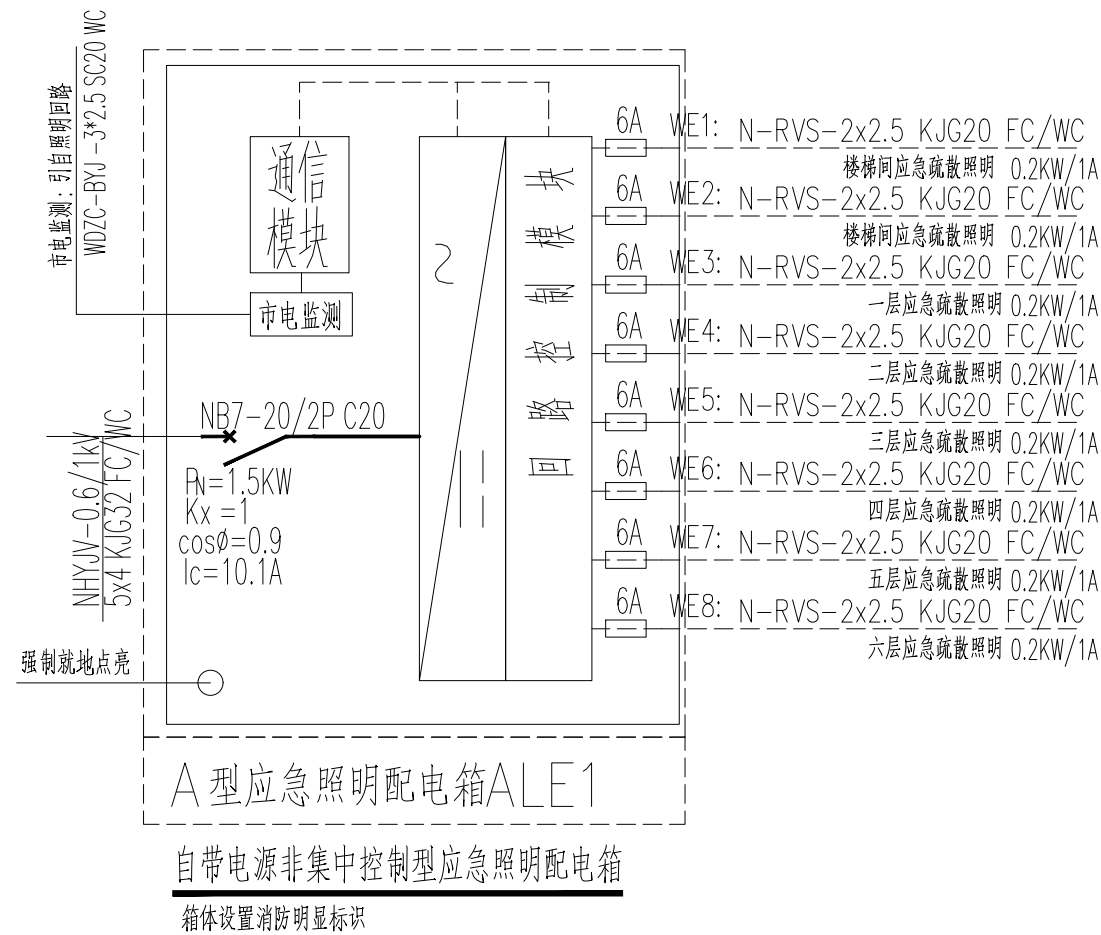 市电监测：引自照明回路
WDZC-BYJ -3*2.5 SC20 WC
通信
模块
市电监测
回路控制模块
NB7-20/2P C20
PN=1.5KW
Kx =1
cosØ=0.9
Ic=10.1A
NHYJV-0.6/1kV
5x4 KJG32 FC/WC
强制就地点亮
6A WE1: N-RVS-2x2.5 KJG20 FC/WC
楼梯间应急疏散照明 0.2KW/1A
6A WE2: N-RVS-2x2.5 KJG20 FC/WC
楼梯间应急疏散照明 0.2KW/1A
6A WE3: N-RVS-2x2.5 KJG20 FC/WC
一层应急疏散照明 0.2KW/1A
6A WE4: N-RVS-2x2.5 KJG20 FC/WC
二层应急疏散照明 0.2KW/1A
6A WE5: N-RVS-2x2.5 KJG20 FC/WC
三层应急疏散照明 0.2KW/1A
6A WE6: N-RVS-2x2.5 KJG20 FC/WC
四层应急疏散照明 0.2KW/1A
6A WE7: N-RVS-2x2.5 KJG20 FC/WC
五层应急疏散照明 0.2KW/1A
6A WE8: N-RVS-2x2.5 KJG20 FC/WC
六层应急疏散照明 0.2KW/1A
A型应急照明配电箱ALE1
自带电源非集中控制型应急照明配电箱
箱体设置消防明显标识